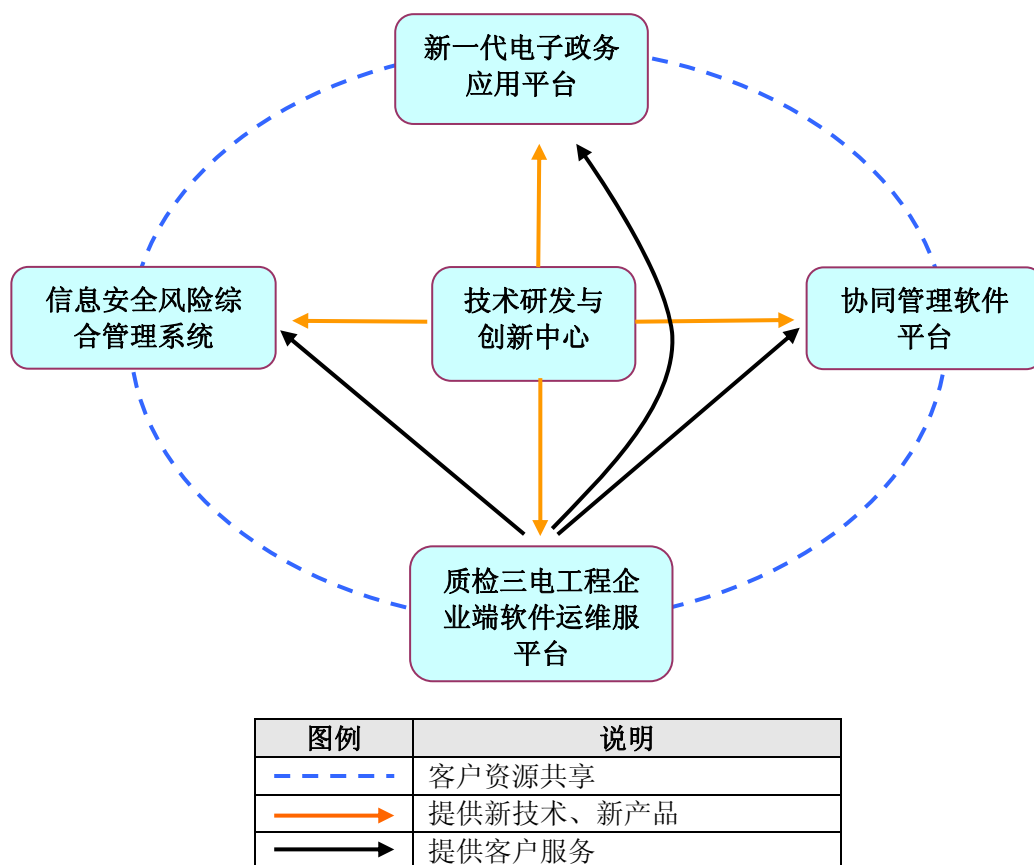 新一代电子政务
应用平台
信息安全风险综
合管理系统
技术研发与
创新中心
协同管理软件
平台
质检三电工程企
业端软件运维服
平台
图例 说明
客户资源共享
提供新技术、新产品
提供客户服务